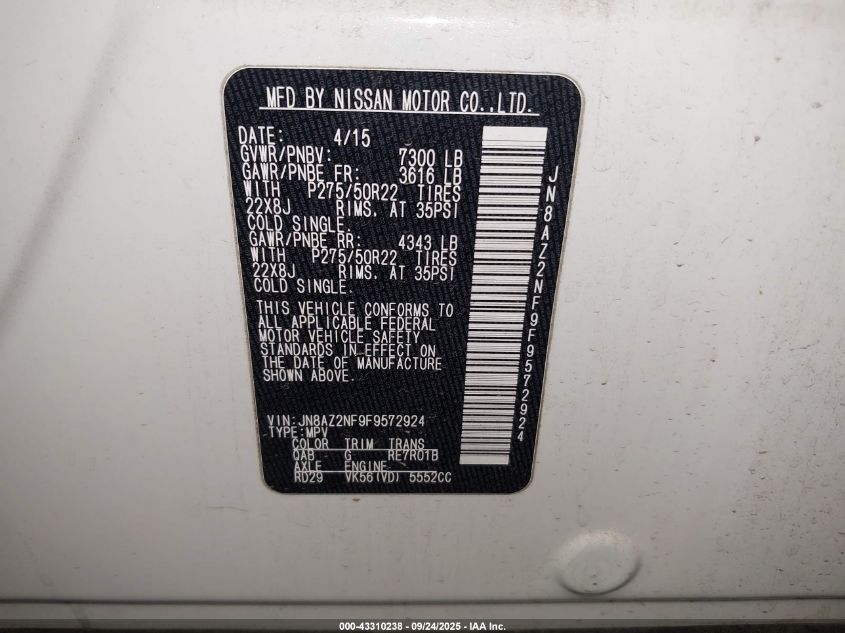 MFD BY NISSAN MOTOR CO.,LTD.
DATE: 4/15
GVWR/PNBV: 7300 LB
GAWR/PNBE FR: 3616 LB
WITH P275/50R22 TIRES
22X8J RIMS. AT 35PSI
COLD SINGLE.
GAWR/PNBE RR: 4343 LB
WITH P275/50R22 TIRES
22X8J RIMS. AT 35PSI
COLD SINGLE.
THIS VEHICLE CONFORMS TO
ALL APPLICABLE FEDERAL
MOTOR VEHICLE SAFETY
STANDARDS IN EFFECT ON
THE DATE OF MANUFACTURE
SHOWN ABOVE.
VIN:JN8AZ2NF9F9572924
TYPE:MPV
COLOR TRIM TRANS
QAB G RE7R01B
AXLE ENGINE
RD29 VK56(VD) 5552CC
JN8AZ2NF9F9572924
000-43310238 - 09/24/2025 - IAA Inc.